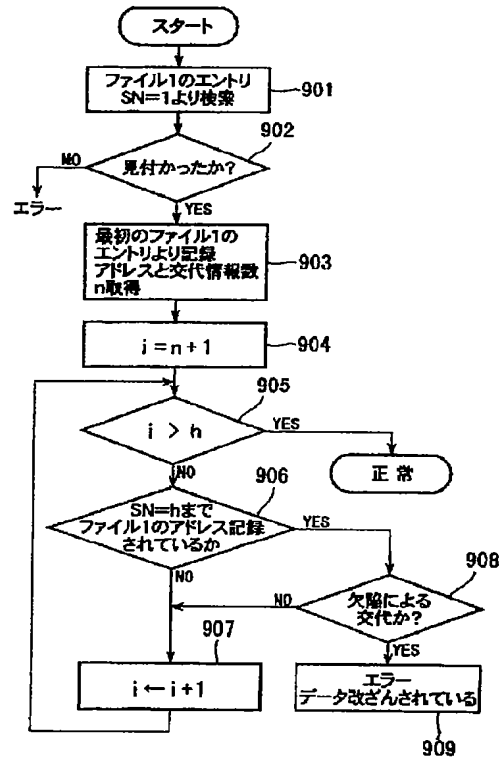 スタート
ファイル1のエントリ
SN=1より検索
901
902
見付かったか?
NO
エラー
YES
最初のファイル1の
エントリより記録
アドレスと交代情報数
n取得
903
i=n+1
904
905
i > h
YES
正 常
NO
906
SN=hまで
ファイル1のアドレス記録
されているか
YES
NO
908
欠陥による
交代か?
NO
YES
907
i←i+1
エラー
データ改ざんされている
909